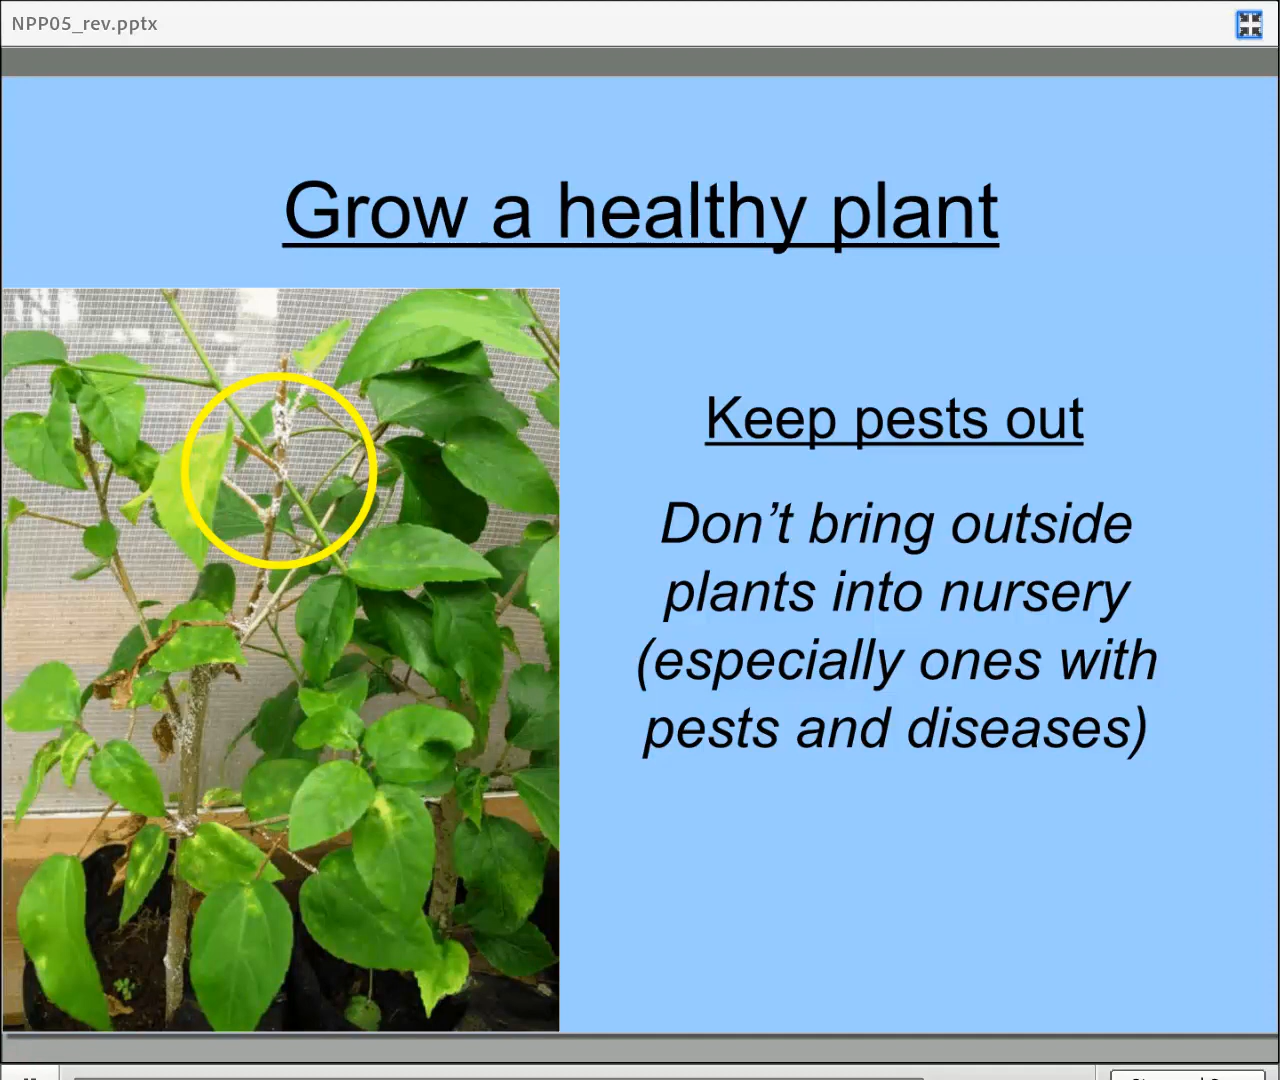 NPP05_rev.pptx
Grow a healthy plant
Keep pests out
Don’t bring outside
plants into nursery
(especially ones with
pests and diseases)